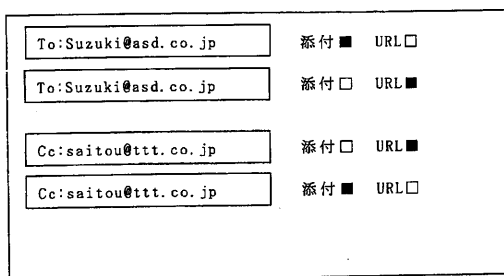 To:Suzuki@asd.co.jp 添付■ URL□
To:Suzuki@asd.co.jp 添付□ URL■
Cc:saitou@ttt.co.jp 添付□ URL■
Cc:saitou@ttt.co.jp 添付■ URL□